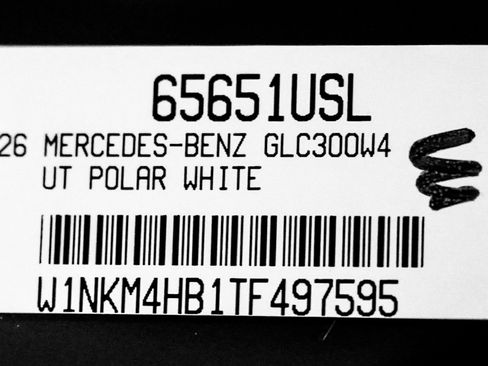 65651USL
26 MERCEDES-BENZ GLC300W4
UT POLAR WHITE
W1NKM4HB1TF497595